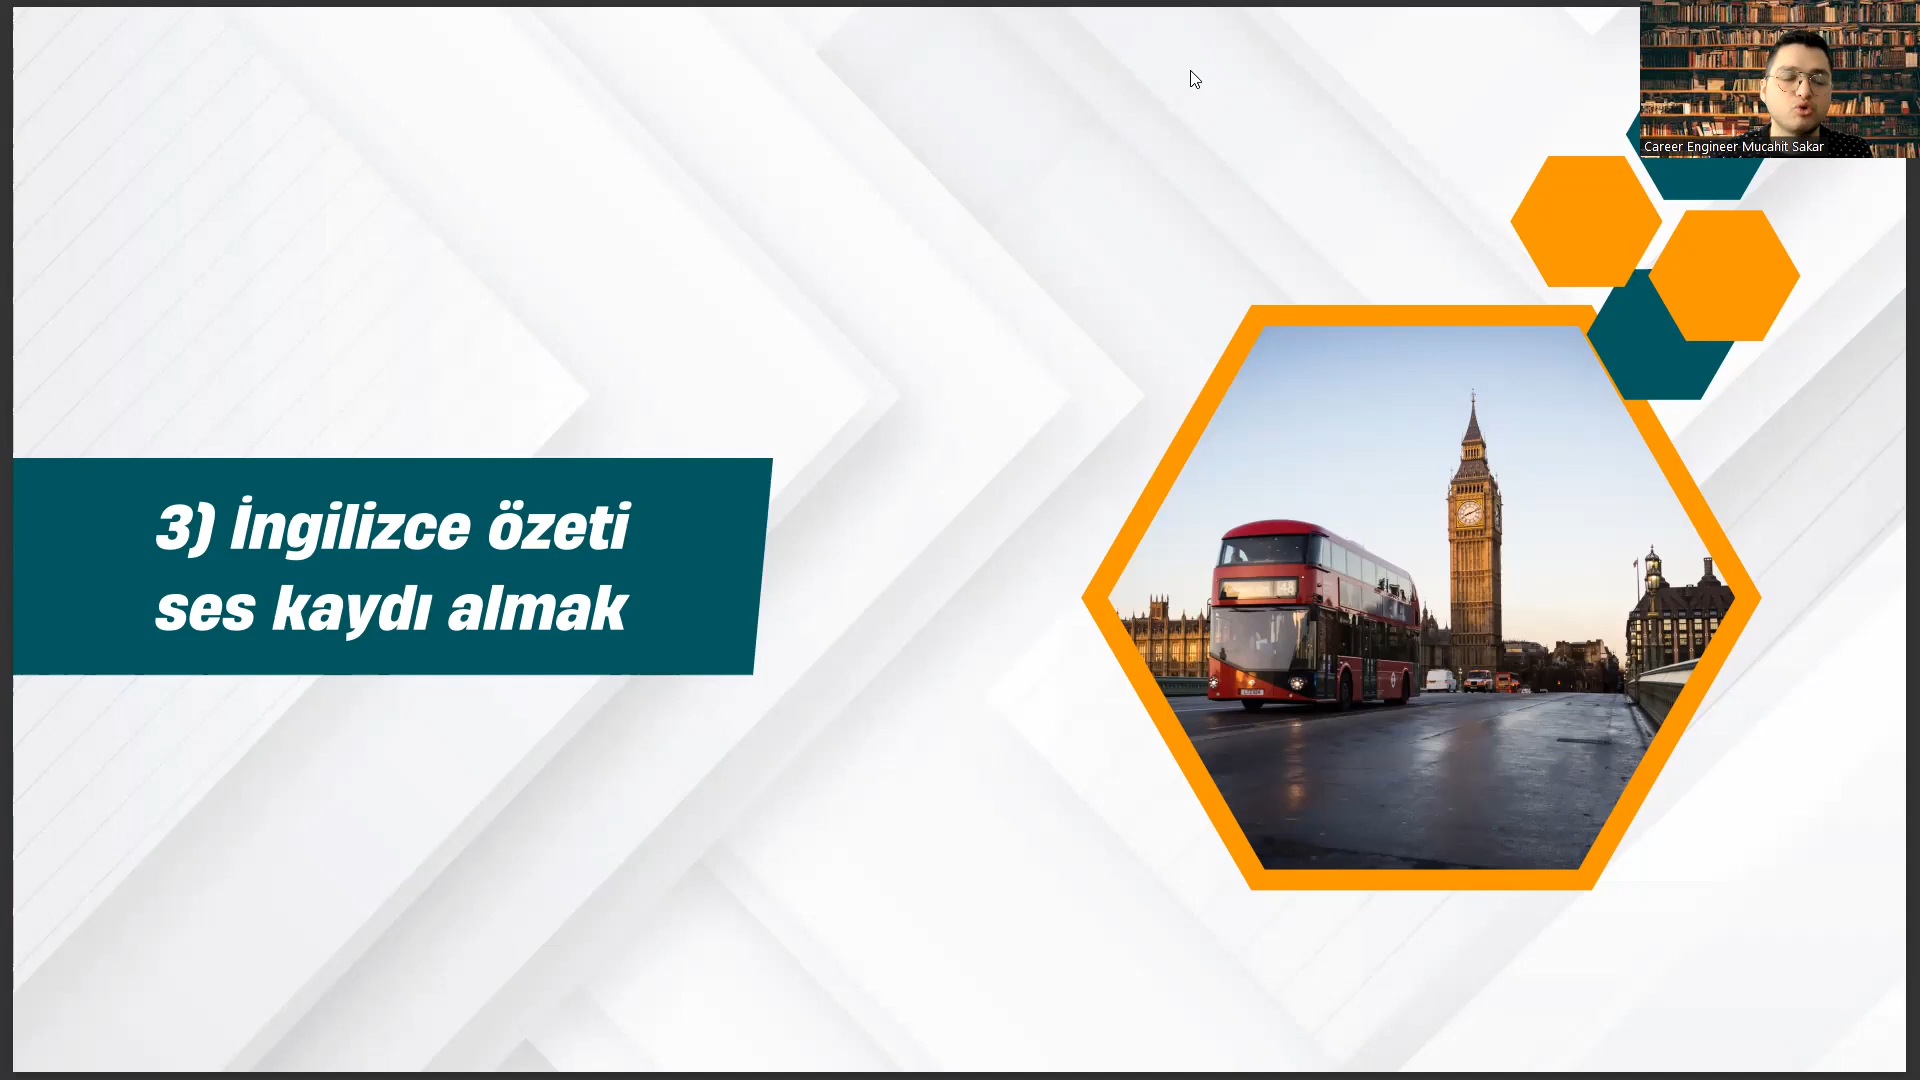 Career Engineer Mucahit Sakar
3) İngilizce özeti
ses kaydı almak